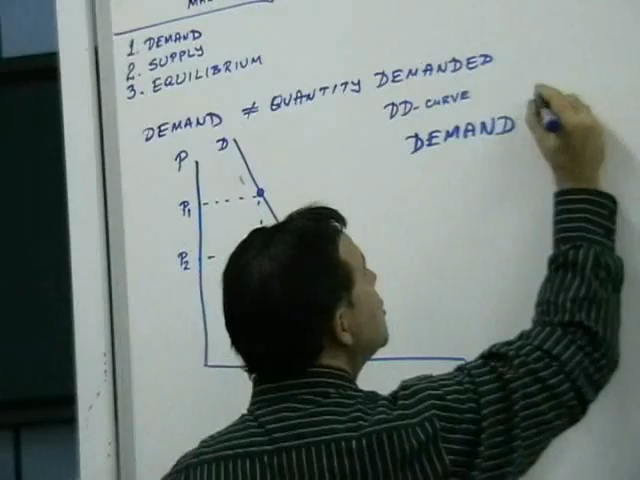 1. DEMAND
2. SUPPLY
3. EQUILIBRIUM
DEMAND ≠ QUANTITY DEMANDED
DD-CURVE
DEMAND
P
D
P1
P2